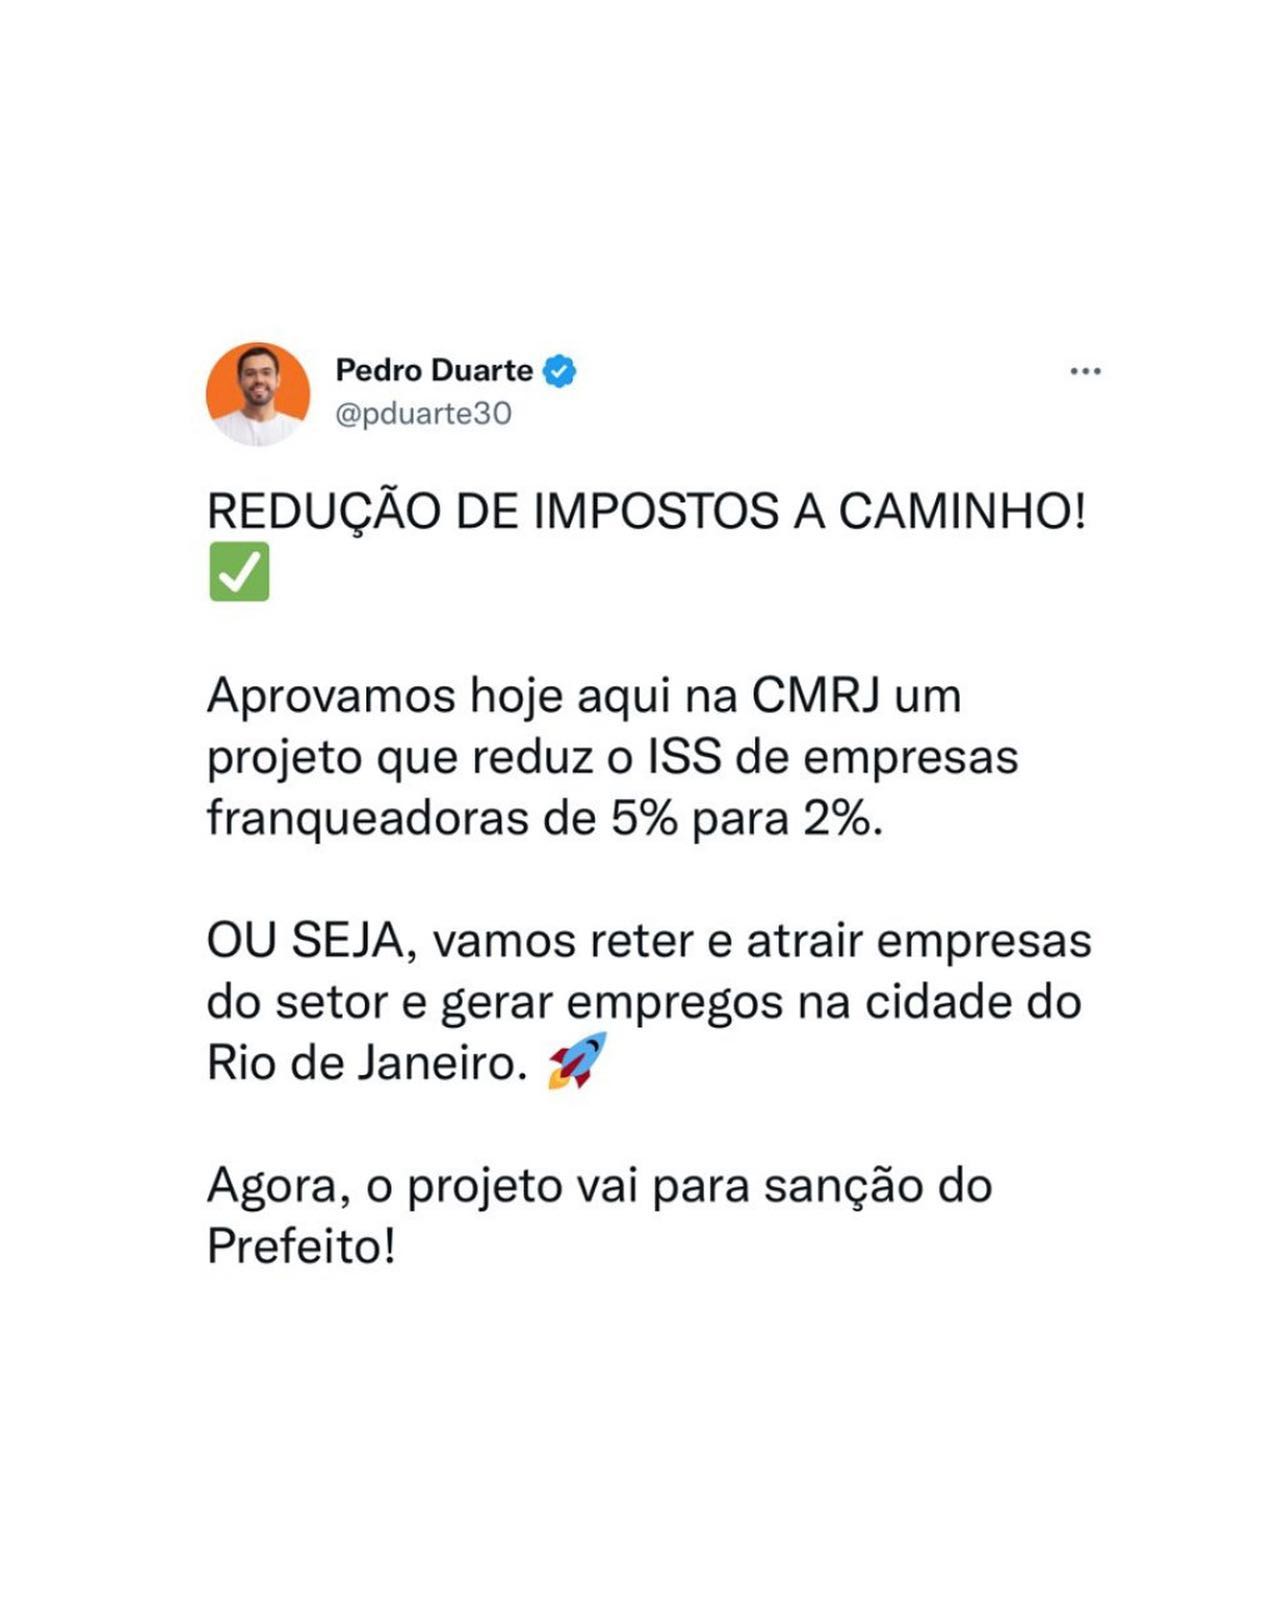 Pedro Duarte
@pduarte30
REDUÇÃO DE IMPOSTOS A CAMINHO!
✅
Aprovamos hoje aqui na CMRJ um
projeto que reduz o ISS de empresas
franqueadoras de 5% para 2%.
OU SEJA, vamos reter e atrair empresas
do setor e gerar empregos na cidade do
Rio de Janeiro. 🚀
Agora, o projeto vai para sanção do
Prefeito!